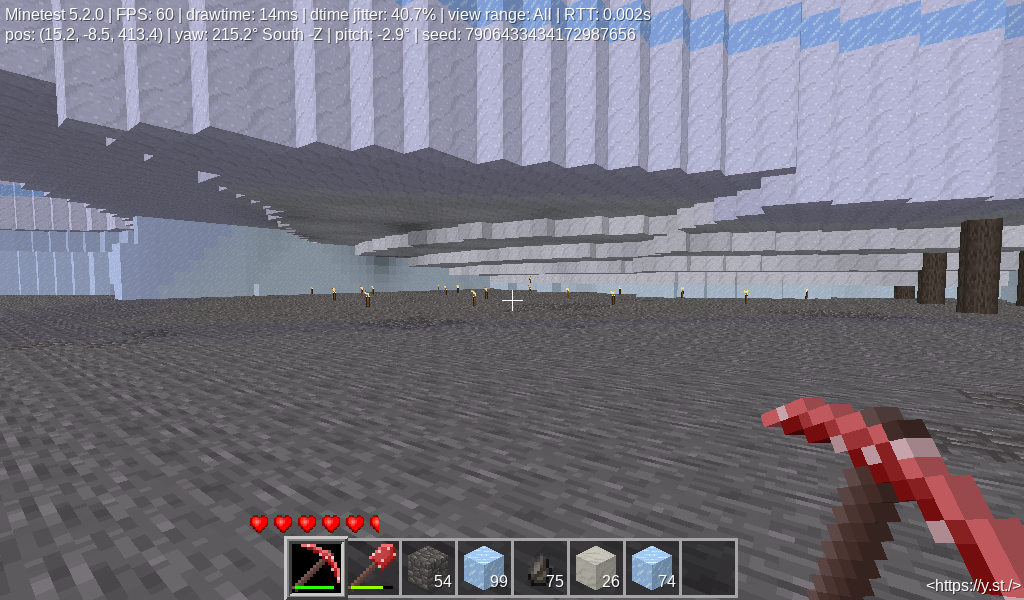 Minetest 5.2.0 | FPS: 60 | drawtime: 14ms | dtime jitter: 40.7% | view range: All | RTT: 0.002s
pos: (15.2, -8.5, 413.4) | yaw: 215.2° South -Z | pitch: -2.9° | seed: 7906433434172987656
54 99 75 26 74
<https://y.st./>